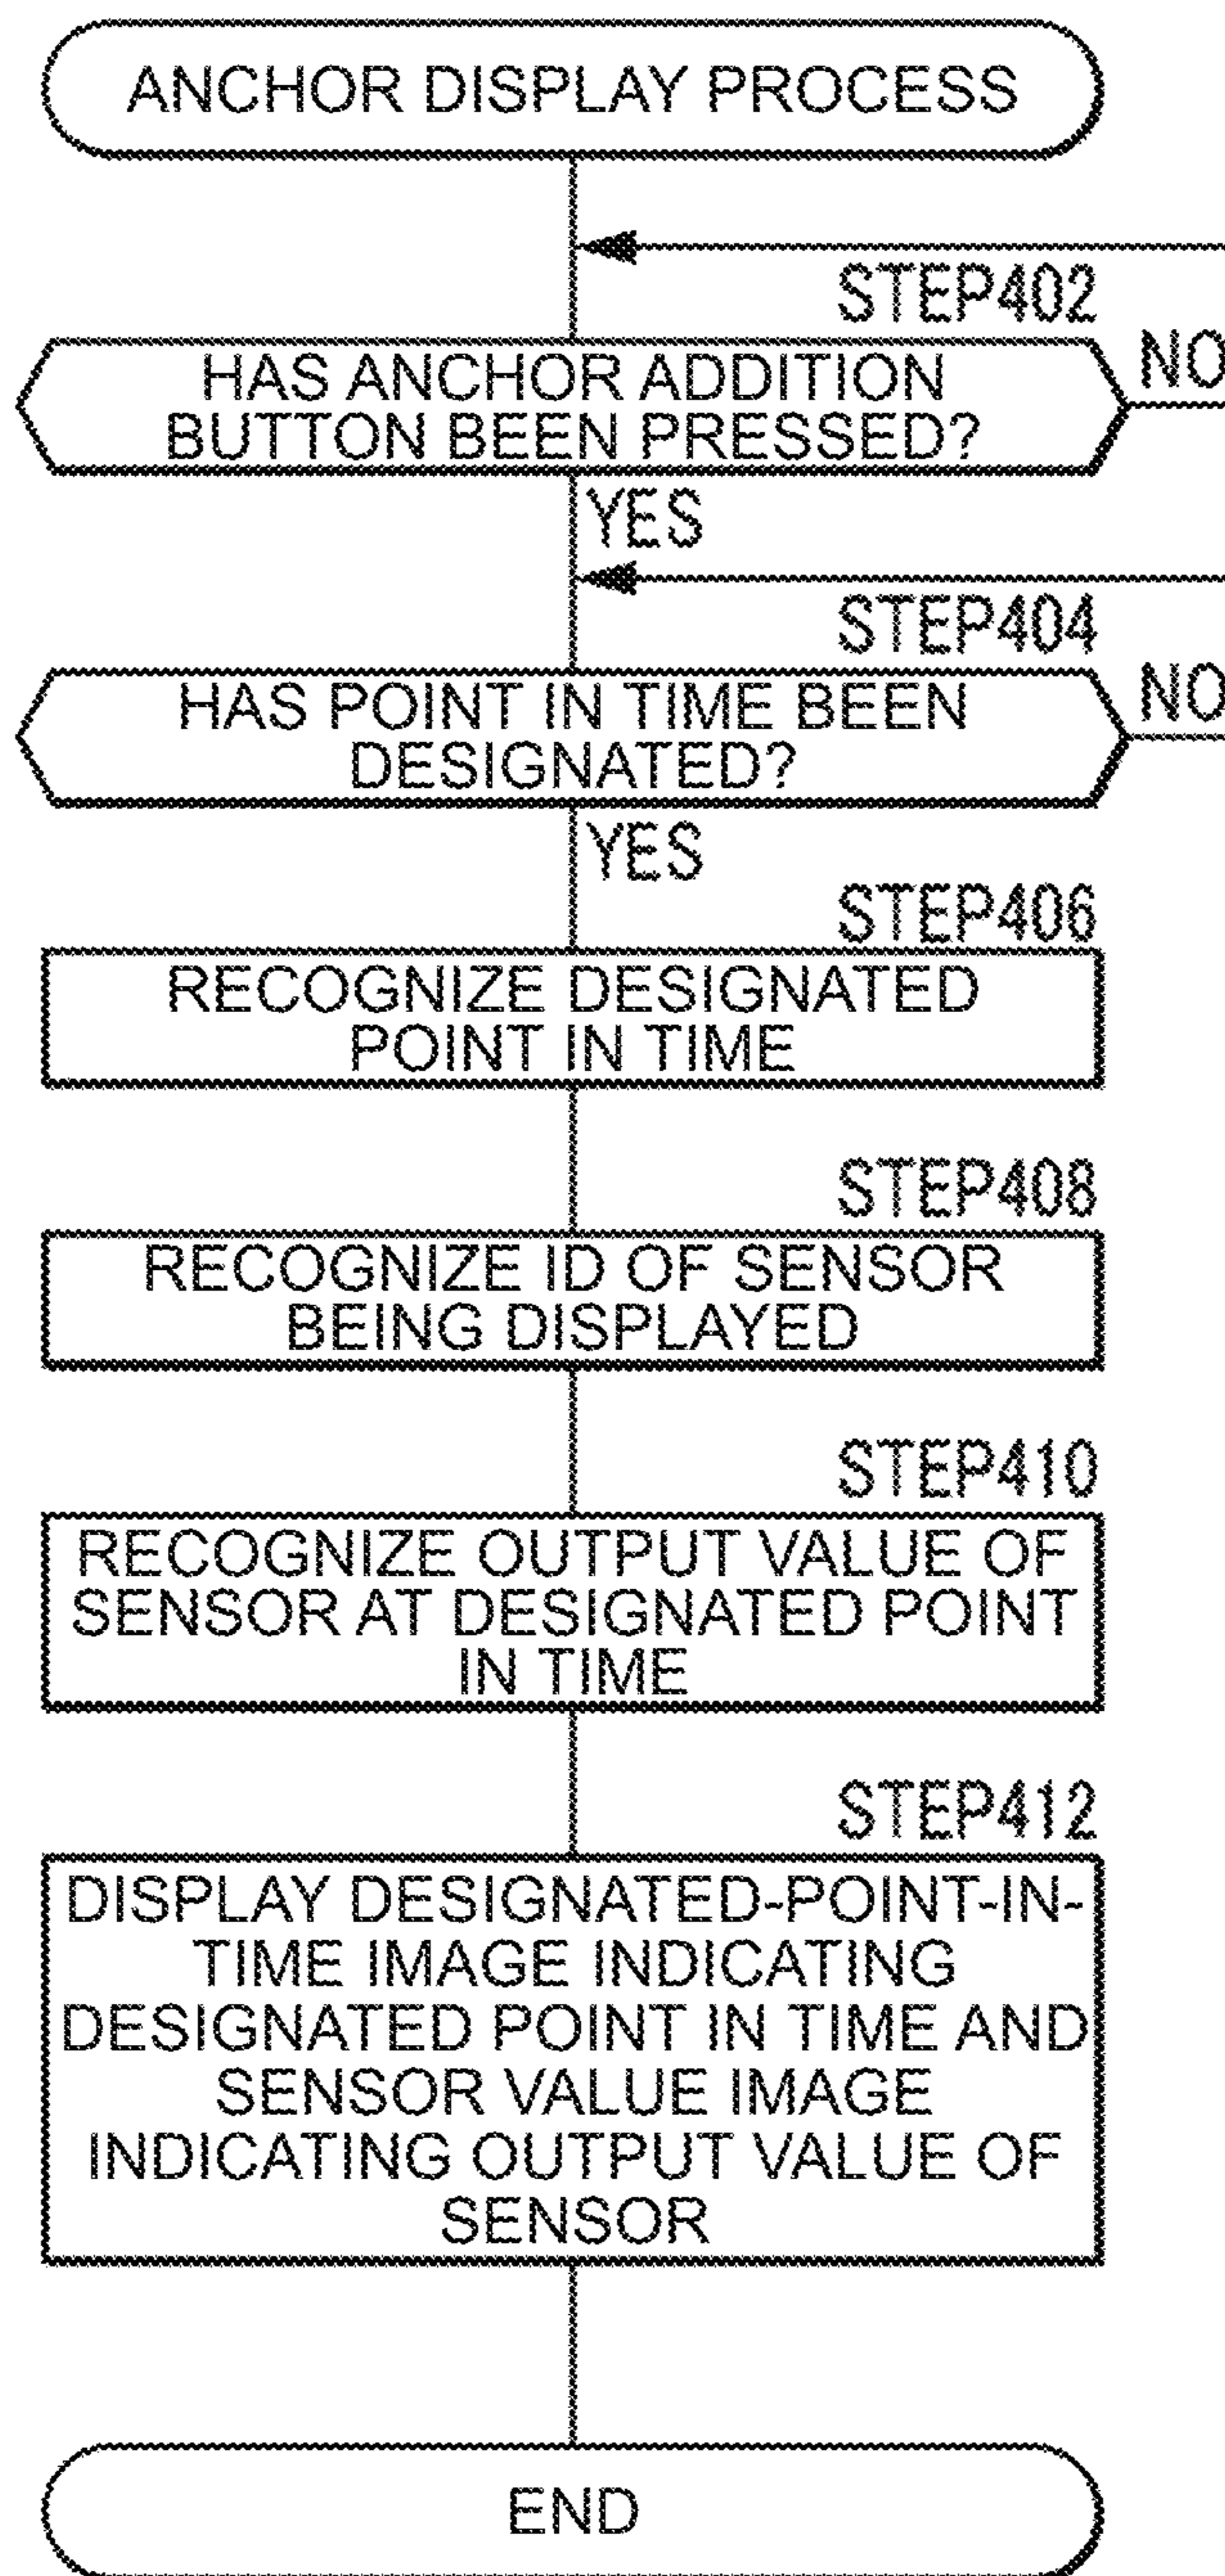 ANCHOR DISPLAY PROCESS
STEP402
HAS ANCHOR ADDITION
BUTTON BEEN PRESSED?
NO
YES
STEP404
HAS POINT IN TIME BEEN
DESIGNATED?
NO
YES
STEP406
RECOGNIZE DESIGNATED
POINT IN TIME
STEP408
RECOGNIZE ID OF SENSOR
BEING DISPLAYED
STEP410
RECOGNIZE OUTPUT VALUE OF
SENSOR AT DESIGNATED POINT
IN TIME
STEP412
DISPLAY DESIGNATED-POINT-IN-
TIME IMAGE INDICATING
DESIGNATED POINT IN TIME AND
SENSOR VALUE IMAGE
INDICATING OUTPUT VALUE OF
SENSOR
END